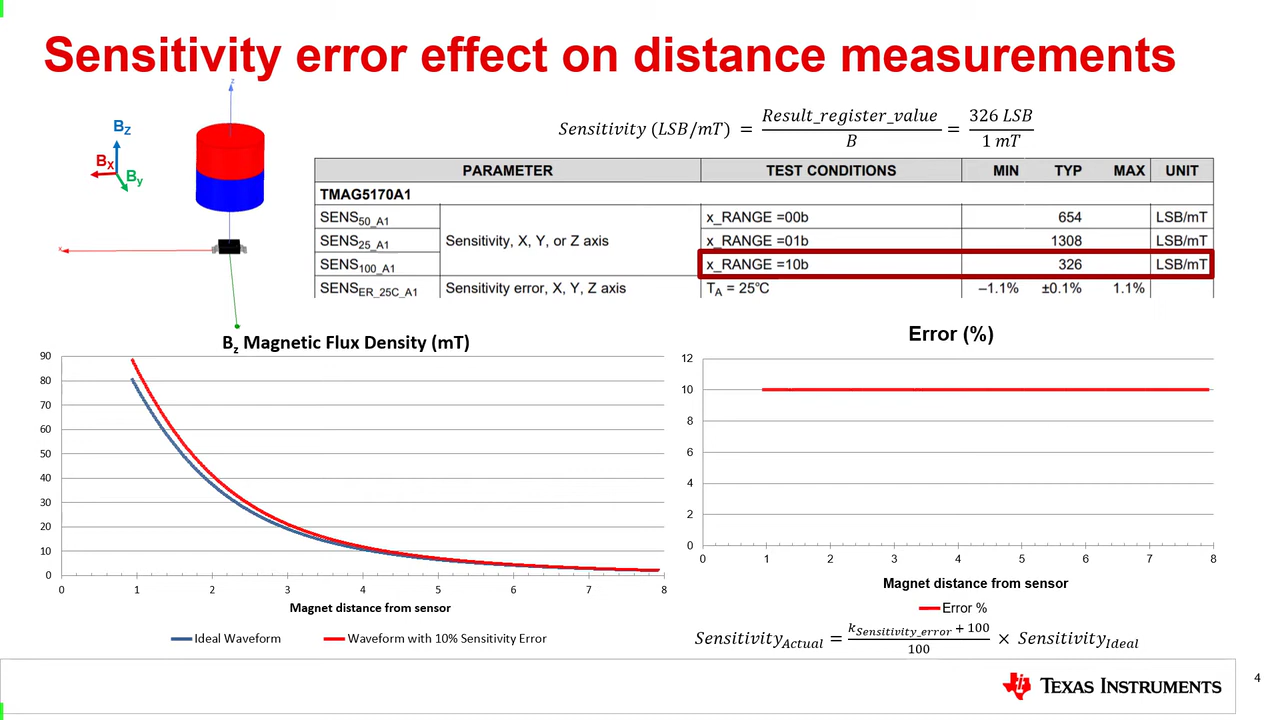 Sensitivity error effect on distance measurements
z
B_Z
B_X
B_y
x
Sensitivity (LSB/mT) = Result_register_value / B = 326 LSB / 1 mT
PARAMETER TEST CONDITIONS MIN TYP MAX UNIT
TMAG5170A1
SENS50_A1 x_RANGE =00b 654 LSB/mT
SENS25_A1 Sensitivity, X, Y, or Z axis x_RANGE =01b 1308 LSB/mT
SENS100_A1 x_RANGE =10b 326 LSB/mT
SENSER_25C_A1 Sensitivity error, X, Y, Z axis TA = 25°C –1.1% ±0.1% 1.1%
Bz Magnetic Flux Density (mT)
90
80
70
60
50
40
30
20
10
0
0 1 2 3 4 5 6 7 8
Magnet distance from sensor
Ideal Waveform Waveform with 10% Sensitivity Error
Error (%)
12
10
8
6
4
2
0
0 1 2 3 4 5 6 7 8
Magnet distance from sensor
Error %
Sensitivity_Actual = (k_Sensitivity_error + 100) / 100 × Sensitivity_Ideal
TEXAS INSTRUMENTS
4